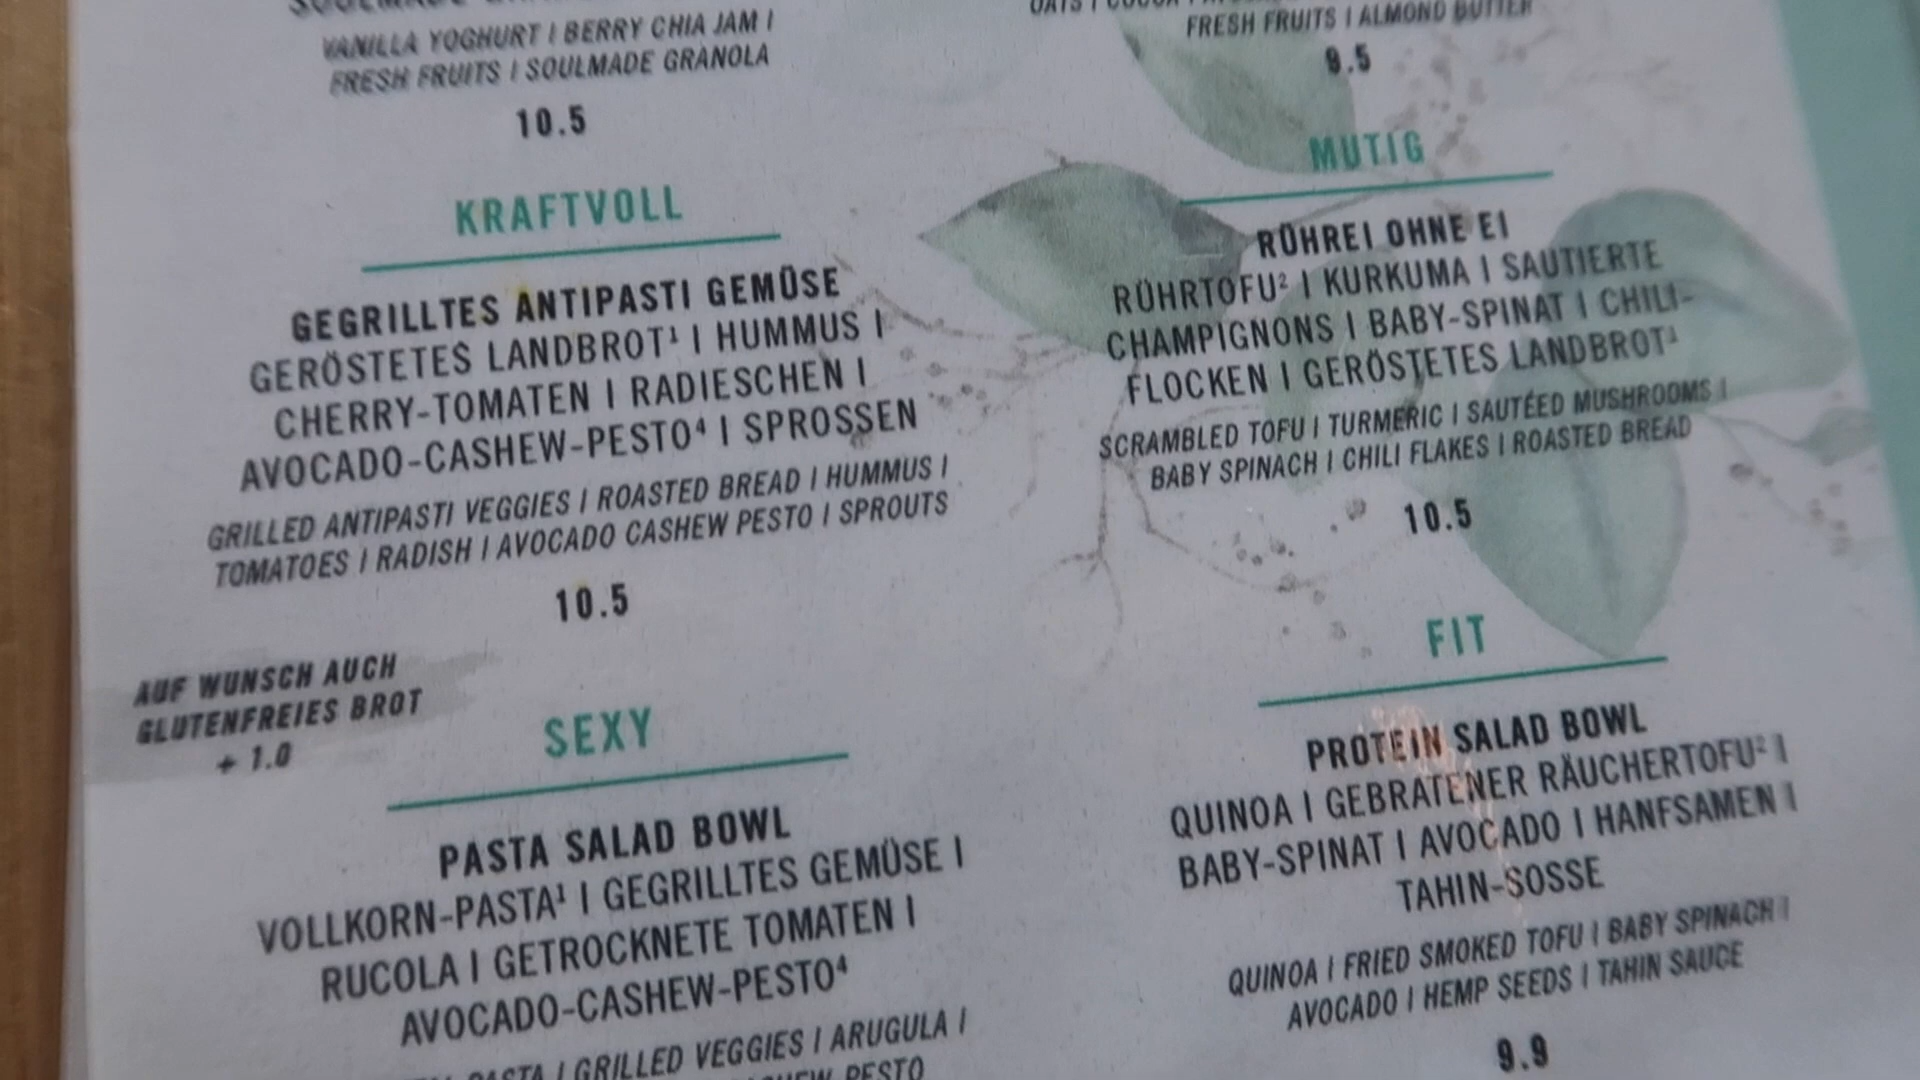 VANILLA YOGHURT I BERRY CHIA JAM I
FRESH FRUITS I SOULMADE GRANOLA
10.5
KRAFTVOLL
GEGRILLTES ANTIPASTI GEMÜSE
GERÖSTETES LANDBROT¹ I HUMMUS I
CHERRY-TOMATEN I RADIESCHEN I
AVOCADO-CASHEW-PESTO⁴ I SPROSSEN
GRILLED ANTIPASTI VEGGIES I ROASTED BREAD I HUMMUS I
TOMATOES I RADISH I AVOCADO CASHEW PESTO I SPROUTS
10.5
AUF WUNSCH AUCH
GLUTENFREIES BROT
+ 1.0
SEXY
PASTA SALAD BOWL
VOLLKORN-PASTA¹ I GEGRILLTES GEMÜSE I
RUCOLA I GETROCKNETE TOMATEN I
AVOCADO-CASHEW-PESTO⁴
PASTA I GRILLED VEGGIES I ARUGULA I
PESTO
FRESH FRUITS I ALMOND BUTTER
9.5
MUTIG
RÜHREI OHNE EI
RÜHRTOFU² I KURKUMA I SAUTIERTE
CHAMPIGNONS I BABY-SPINAT I CHILI-
FLOCKEN I GERÖSTETES LANDBROT¹
SCRAMBLED TOFU I TURMERIC I SAUTÉED MUSHROOMS I
BABY SPINACH I CHILI FLAKES I ROASTED BREAD
10.5
FIT
PROTEIN SALAD BOWL
QUINOA I GEBRATENER RÄUCHERTOFU² I
BABY-SPINAT I AVOCADO I HANFSAMEN I
TAHIN-SOSSE
QUINOA I FRIED SMOKED TOFU I BABY SPINACH I
AVOCADO I HEMP SEEDS I TAHIN SAUCE
9.9